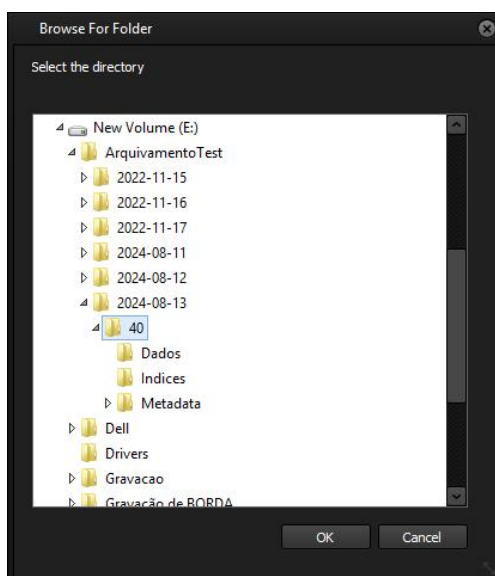 Browse For Folder
Select the directory
New Volume (E:)
ArquivamentoTest
2022-11-15
2022-11-16
2022-11-17
2024-08-11
2024-08-12
2024-08-13
40
Dados
Indices
Metadata
Dell
Drivers
Gravacao
Gravação de BORDA
OK Cancel